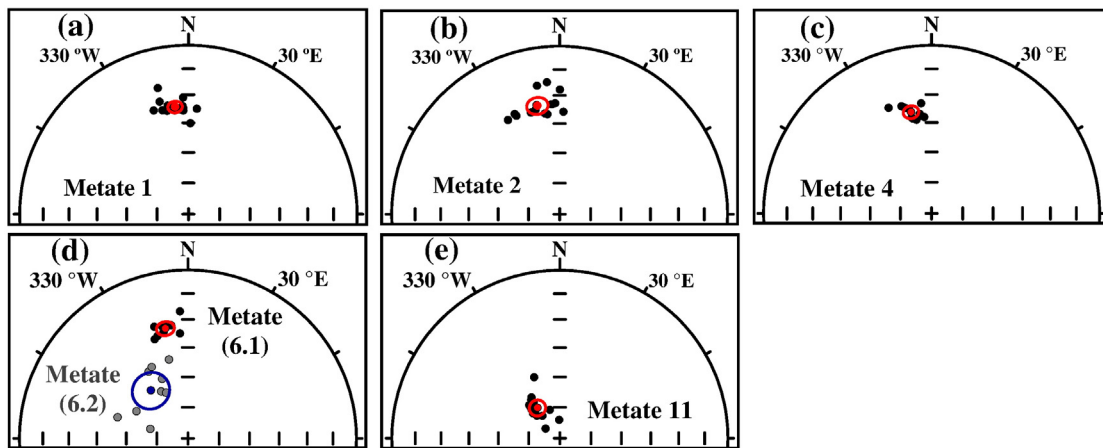 (a)
N
330 ºW
30 ºE
Metate 1
(b)
N
330 ºW
30 ºE
Metate 2
(c)
N
330 °W
30 °E
Metate 4
(d)
N
330 °W
30 °E
Metate
(6.1)
Metate
(6.2)
(e)
N
330 °W
30 °E
Metate 11